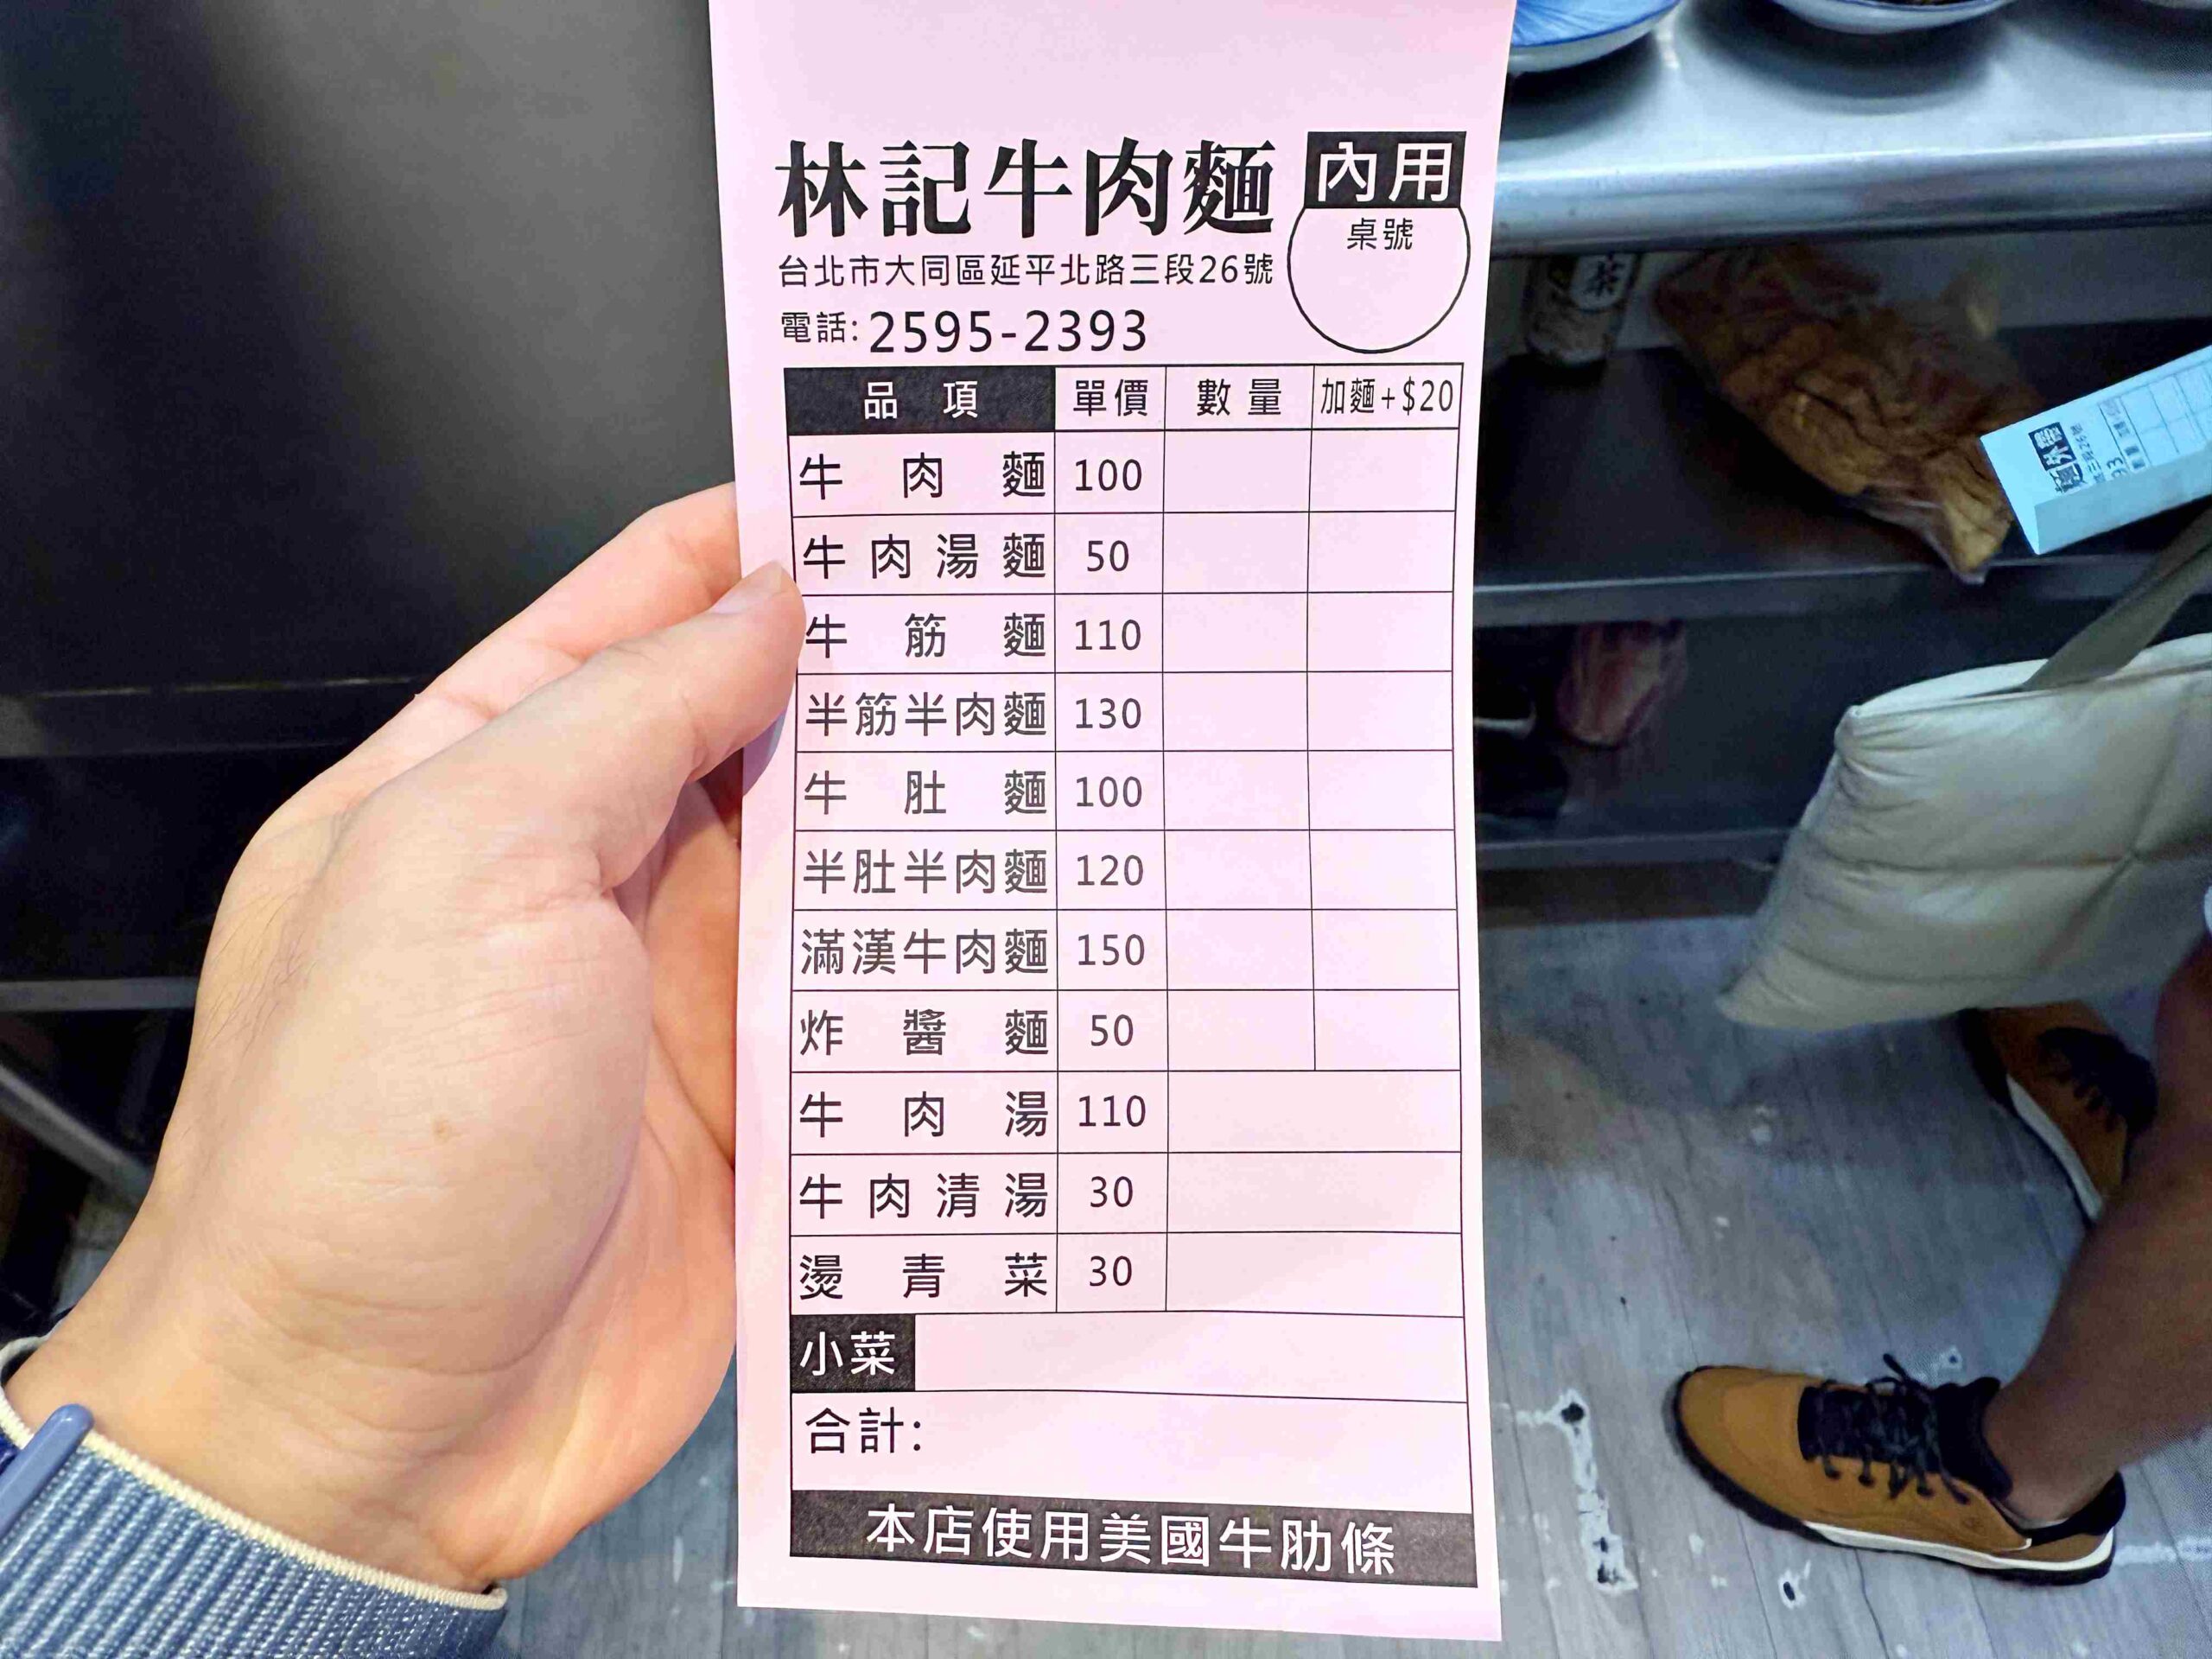 林記牛肉麵
內用
台北市大同區延平北路三段26號
桌號
電話:2595-2393
品項 單價 數量 加麵+$20
牛肉麵 100
牛肉湯麵 50
牛筋麵 110
半筋半肉麵 130
牛肚麵 100
半肚半肉麵 120
滿漢牛肉麵 150
炸醬麵 50
牛肉湯 110
牛肉清湯 30
燙青菜 30
小菜
合計:
本店使用美國牛肋條
茶